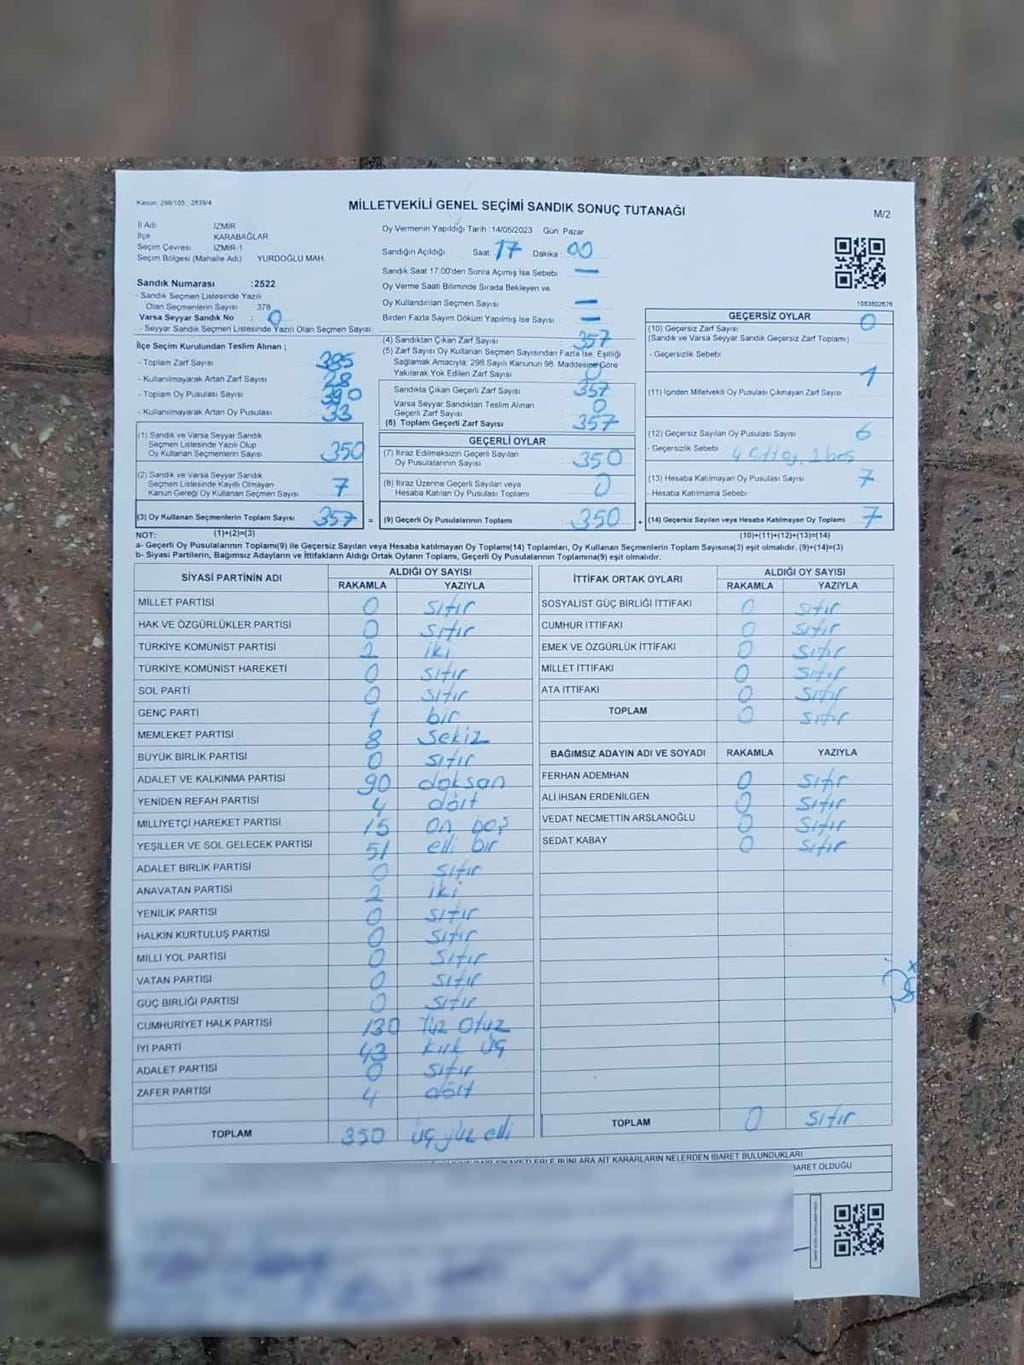 Kanun: 298/105 : 2839/4
MİLLETVEKİLİ GENEL SEÇİMİ SANDIK SONUÇ TUTANAĞI
M/2
İl Adı İZMİR
İlçe KARABAĞLAR
Seçim Çevresi İZMİR-1
Seçim Bölgesi (Mahalle Adı) YURDOĞLU MAH.
Sandık Numarası :2522
- Sandık Seçmen Listesinde Yazılı
Olan Seçmenlerin Sayısı 378
Varsa Seyyar Sandık No : 0
- Seyyar Sandık Seçmen Listesinde Yazılı Olan Seçmen Sayısı:
Oy Vermenin Yapıldığı Tarih :14/05/2023 Gün: Pazar
Sandığın Açıldığı Saat: 17 Dakika : 00
Sandık Saat 17.00'den Sonra Açılmış İse Sebebi : —
Oy Verme Saati Bitiminde Sırada Bekleyen ve
Oy Kullandırılan Seçmen Sayısı : —
Birden Fazla Sayım Döküm Yapılmış İse Sayısı : —
1083802676
İlçe Seçim Kurulundan Teslim Alınan ;
- Toplam Zarf Sayısı 385
- Kullanılmayarak Artan Zarf Sayısı 28
- Toplam Oy Pusulası Sayısı 390
- Kullanılmayarak Artan Oy Pusulası 33
(1) Sandık ve Varsa Seyyar Sandık
Seçmen Listesinde Yazılı Olup
Oy Kullanan Seçmenlerin Sayısı 350
(2) Sandık ve Varsa Seyyar Sandık
Seçmen Listesinde Kayıtlı Olmayan
Kanun Gereği Oy Kullanan Seçmen Sayısı 7
(3) Oy Kullanan Seçmenlerin Toplam Sayısı 357 =
(1)+(2)=(3)
(4) Sandıktan Çıkan Zarf Sayısı 357
(5) Zarf Sayısı Oy Kullanan Seçmen Sayısından Fazla İse, Eşitliği
Sağlamak Amacıyla; 298 Sayılı Kanunun 98. Maddesine Göre
Yakılarak Yok Edilen Zarf Sayısı 0
Sandıkta Çıkan Geçerli Zarf Sayısı 357
Varsa Seyyar Sandıktan Teslim Alınan
Geçerli Zarf Sayısı 0
(6) Toplam Geçerli Zarf Sayısı 357
GEÇERLİ OYLAR
(7) İtiraz Edilmeksizin Geçerli Sayılan
Oy Pusulalarının Sayısı 350
(8) İtiraz Üzerine Geçerli Sayılan veya
Hesaba Katılan Oy Pusulası Toplamı 0
(9) Geçerli Oy Pusulalarının Toplamı 350 +
GEÇERSİZ OYLAR
(10) Geçersiz Zarf Sayısı 0
(Sandık ve Varsa Seyyar Sandık Geçersiz Zarf Toplamı)
- Geçersizlik Sebebi
(11) İçinden Milletvekili Oy Pusulası Çıkmayan Zarf Sayısı 1
(12) Geçersiz Sayılan Oy Pusulası Sayısı 6
- Geçersizlik Sebebi 4 2 boş
(13) Hesaba Katılmayan Oy Pusulası Sayısı 7
- Hesaba Katılmama Sebebi
(14) Geçersiz Sayılan veya Hesaba Katılmayan Oy Toplamı 7
(10)+(11)+(12)+(13)=(14)
NOT:
a- Geçerli Oy Pusulalarının Toplamı(9) ile Geçersiz Sayılan veya Hesaba katılmayan Oy Toplamı(14) Toplamları, Oy Kullanan Seçmenlerin Toplam Sayısına(3) eşit olmalıdır. (9)+(14)=(3)
b- Siyasi Partilerin, Bağımsız Adayların ve İttifakların Aldığı Ortak Oyların Toplamı, Geçerli Oy Pusulalarının Toplamına(9) eşit olmalıdır.
SİYASİ PARTİNİN ADI ALDIĞI OY SAYISI
RAKAMLA YAZIYLA
MİLLET PARTİSİ 0 sıfır
HAK VE ÖZGÜRLÜKLER PARTİSİ 0 sıfır
TÜRKİYE KOMÜNİST PARTİSİ 2 iki
TÜRKİYE KOMÜNİST HAREKETİ 0 sıfır
SOL PARTİ 0 sıfır
GENÇ PARTİ 1 bir
MEMLEKET PARTİSİ 8 sekiz
BÜYÜK BİRLİK PARTİSİ 0 sıfır
ADALET VE KALKINMA PARTİSİ 90 doksan
YENİDEN REFAH PARTİSİ 4 dört
MİLLİYETÇİ HAREKET PARTİSİ 15 on beş
YEŞİLLER VE SOL GELECEK PARTİSİ 51 elli bir
ADALET BİRLİK PARTİSİ 0 sıfır
ANAVATAN PARTİSİ 2 iki
YENİLİK PARTİSİ 0 sıfır
HALKIN KURTULUŞ PARTİSİ 0 sıfır
MİLLİ YOL PARTİSİ 0 sıfır
VATAN PARTİSİ 0 sıfır
GÜÇ BİRLİĞİ PARTİSİ 0 sıfır
CUMHURİYET HALK PARTİSİ 130 Yüz Otuz
İYİ PARTİ 43 kırk üç
ADALET PARTİSİ 0 sıfır
ZAFER PARTİSİ 4 dört
TOPLAM 350 üç yüz elli
İTTİFAK ORTAK OYLARI ALDIĞI OY SAYISI
RAKAMLA YAZIYLA
SOSYALİST GÜÇ BİRLİĞİ İTTİFAKI 0 sıfır
CUMHUR İTTİFAKI 0 sıfır
EMEK VE ÖZGÜRLÜK İTTİFAKI 0 sıfır
MİLLET İTTİFAKI 0 sıfır
ATA İTTİFAKI 0 sıfır
TOPLAM 0 sıfır
BAĞIMSIZ ADAYIN ADI VE SOYADI RAKAMLA YAZIYLA
FERHAN ADEMHAN 0 sıfır
ALİ İHSAN ERDENİLGEN 0 sıfır
VEDAT NECMETTİN ARSLANOĞLU 0 sıfır
SEDAT KABAY 0 sıfır
TOPLAM 0 sıfır
ŞİKAYETLERLE BUNLARA AİT KARARLARIN NELERDEN İBARET BULUNDUKLARI
İBARET OLDUĞU